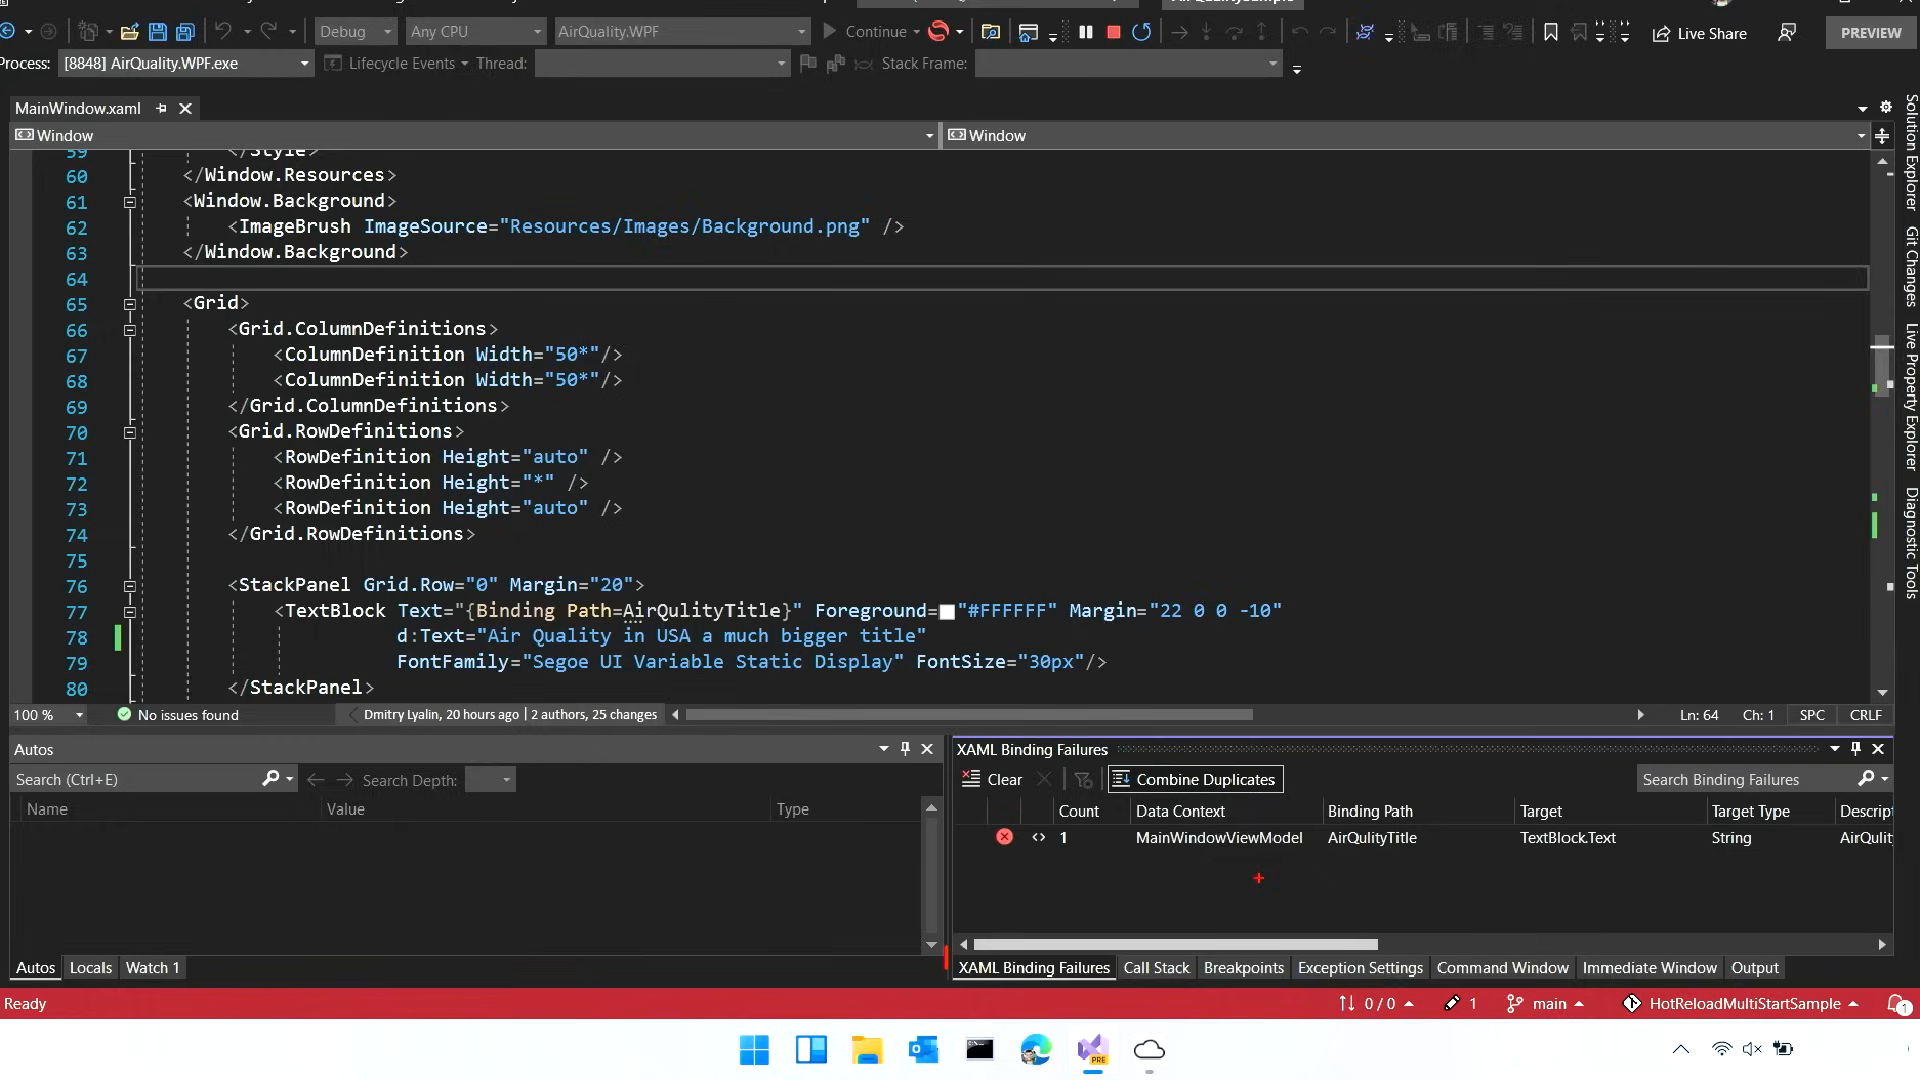 Debug
Any CPU
AirQuality.WPF
Continue
Live Share
PREVIEW
Process:
[8848] AirQuality.WPF.exe
Lifecycle Events
Thread:
Stack Frame:
MainWindow.xaml
Window
Window
59 </Style>
60 </Window.Resources>
61 <Window.Background>
62 <ImageBrush ImageSource="Resources/Images/Background.png" />
63 </Window.Background>
64
65 <Grid>
66 <Grid.ColumnDefinitions>
67 <ColumnDefinition Width="50*"/>
68 <ColumnDefinition Width="50*"/>
69 </Grid.ColumnDefinitions>
70 <Grid.RowDefinitions>
71 <RowDefinition Height="auto" />
72 <RowDefinition Height="*" />
73 <RowDefinition Height="auto" />
74 </Grid.RowDefinitions>
75
76 <StackPanel Grid.Row="0" Margin="20">
77 <TextBlock Text="{Binding Path=AirQulityTitle}" Foreground="#FFFFFF" Margin="22 0 0 -10"
78 d:Text="Air Quality in USA a much bigger title"
79 FontFamily="Segoe UI Variable Static Display" FontSize="30px"/>
80 </StackPanel>
Solution Explorer
Git Changes
Live Property Explorer
Diagnostic Tools
100 %
No issues found
Dmitry Lyalin, 20 hours ago | 2 authors, 25 changes
Ln: 64
Ch: 1
SPC
CRLF
Autos
Search (Ctrl+E)
Search Depth:
Name
Value
Type
Autos
Locals
Watch 1
XAML Binding Failures
Clear
Combine Duplicates
Search Binding Failures
Count
Data Context
Binding Path
Target
Target Type
Descript
1
MainWindowViewModel
AirQulityTitle
TextBlock.Text
String
AirQulit
XAML Binding Failures
Call Stack
Breakpoints
Exception Settings
Command Window
Immediate Window
Output
Ready
0 / 0
1
main
HotReloadMultiStartSample
1
PRE